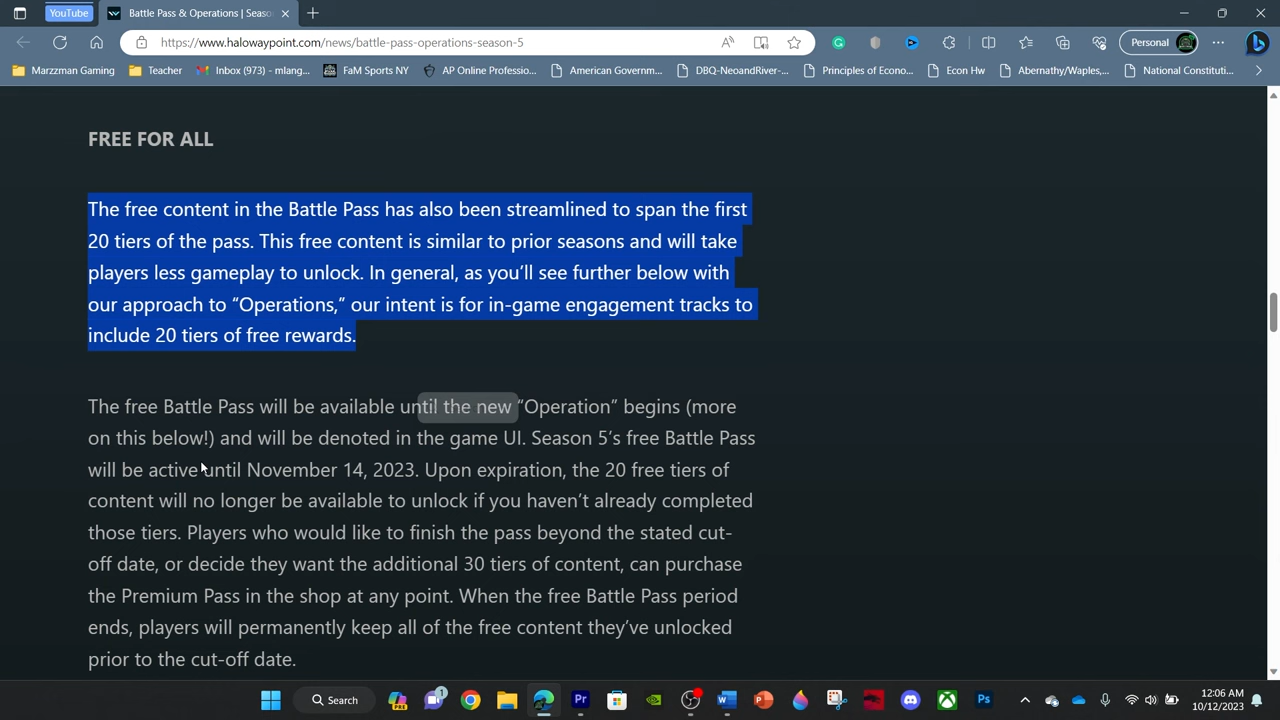 YouTube
Battle Pass & Operations | Seaso
https://www.halowaypoint.com/news/battle-pass-operations-season-5
Personal
Marzzman Gaming
Teacher
Inbox (973) - mlang...
FaM Sports NY
AP Online Professio...
American Governm...
DBQ-NeoandRiver-...
Principles of Econo...
Econ Hw
Abernathy/Waples,...
National Constituti...
FREE FOR ALL
The free content in the Battle Pass has also been streamlined to span the first
20 tiers of the pass. This free content is similar to prior seasons and will take
players less gameplay to unlock. In general, as you'll see further below with
our approach to “Operations,“ our intent is for in-game engagement tracks to
include 20 tiers of free rewards.
The free Battle Pass will be available until the new “Operation” begins (more
on this below!) and will be denoted in the game UI. Season 5's free Battle Pass
will be active until November 14, 2023. Upon expiration, the 20 free tiers of
content will no longer be available to unlock if you haven't already completed
those tiers. Players who would like to finish the pass beyond the stated cut-
off date, or decide they want the additional 30 tiers of content, can purchase
the Premium Pass in the shop at any point. When the free Battle Pass period
ends, players will permanently keep all of the free content they've unlocked
prior to the cut-off date.
Search
PRE
1
Pr
Ps
12:06 AM
10/12/2023